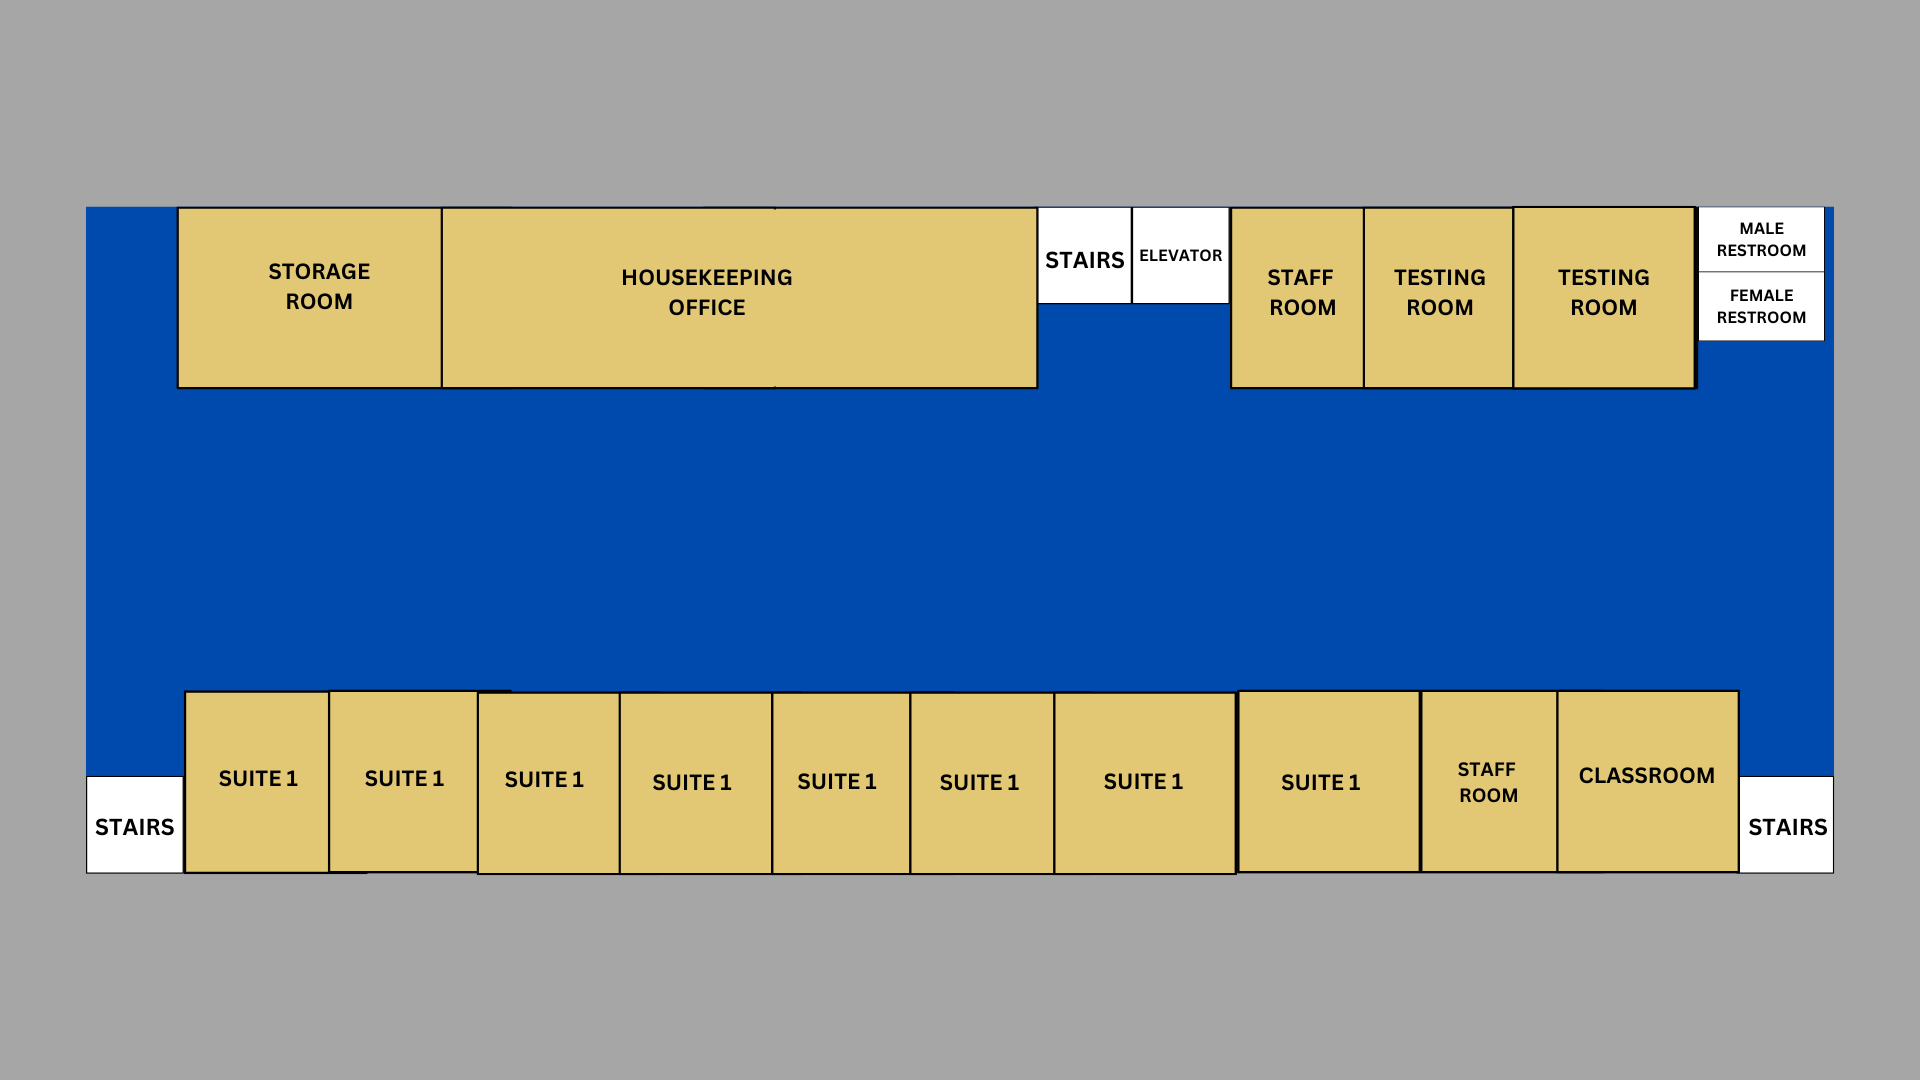 STORAGE
ROOM
HOUSEKEEPING
OFFICE
STAIRS
ELEVATOR
STAFF
ROOM
TESTING
ROOM
TESTING
ROOM
MALE
RESTROOM
FEMALE
RESTROOM
STAIRS
SUITE 1
SUITE 1
SUITE 1
SUITE 1
SUITE 1
SUITE 1
SUITE 1
SUITE 1
STAFF
ROOM
CLASSROOM
STAIRS